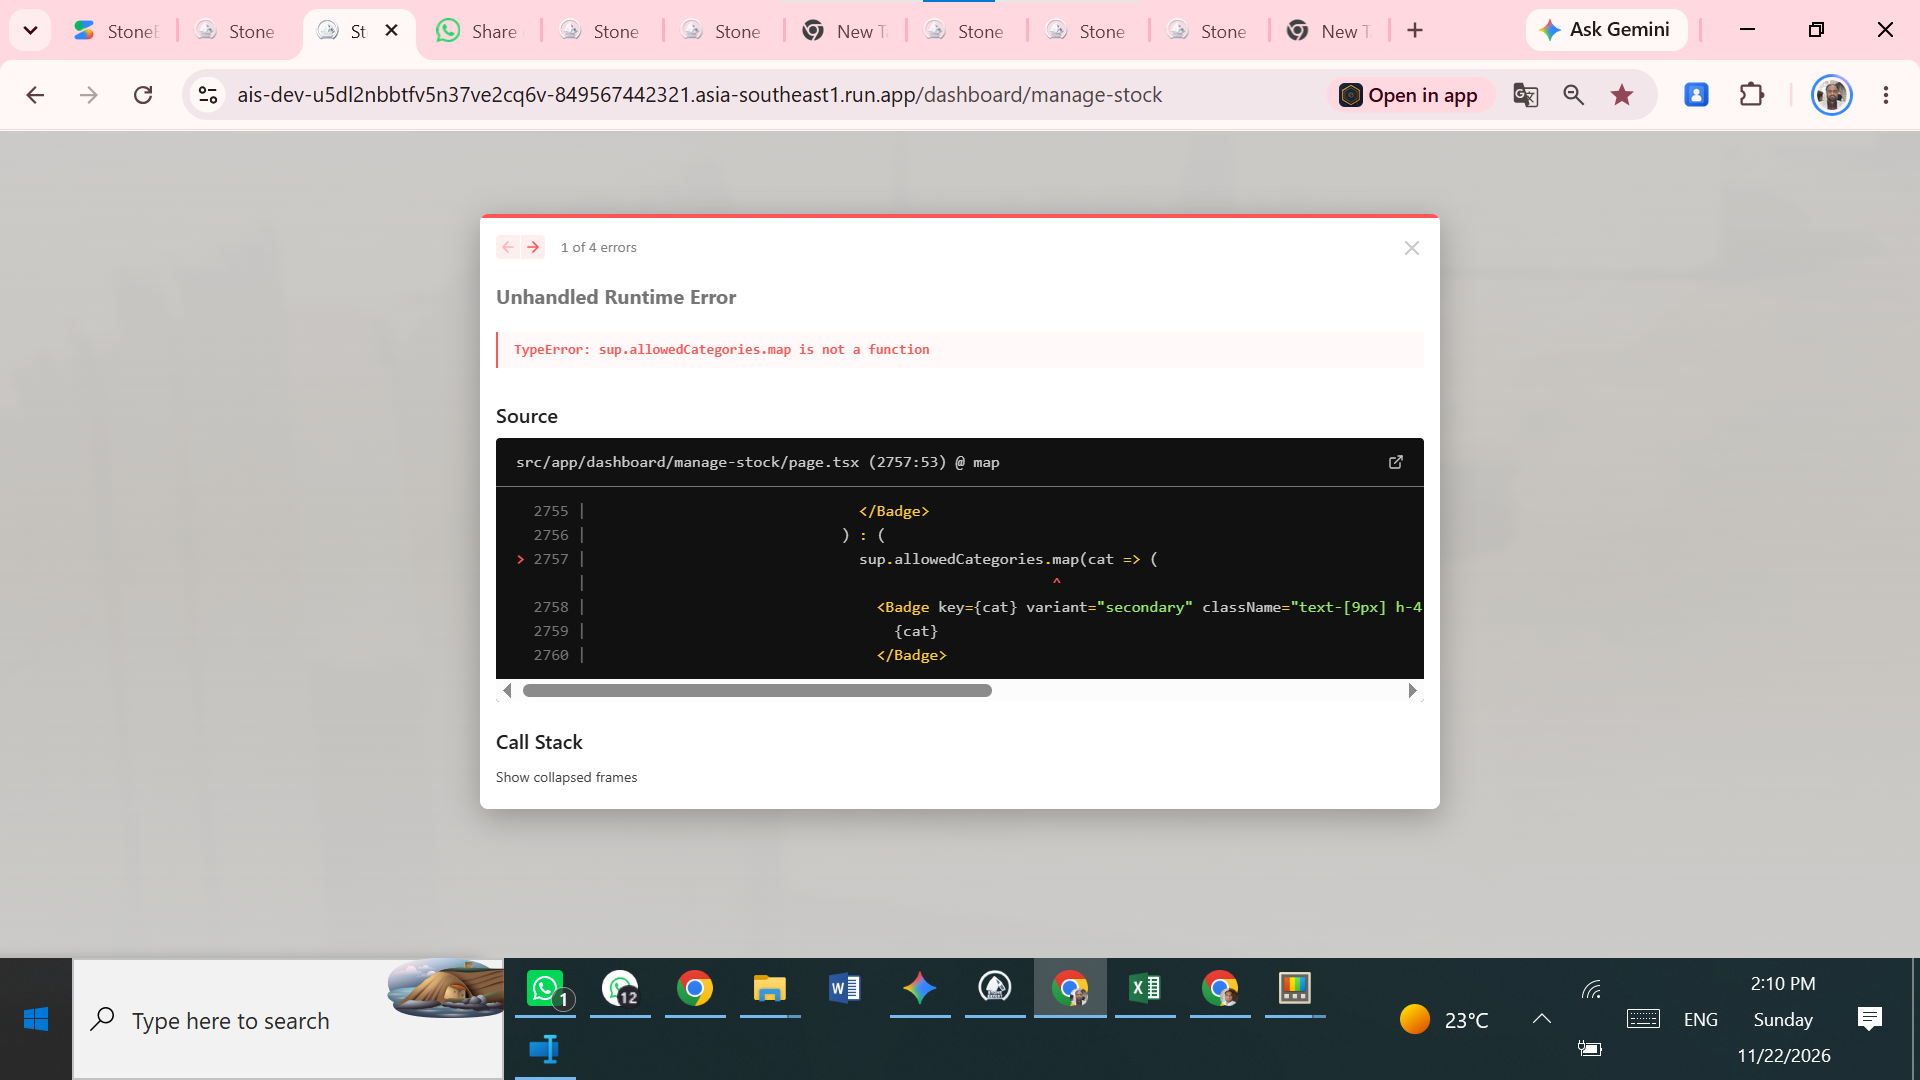 StoneE
Stone
St
Share
Stone
Stone
New T
Stone
Stone
Stone
New T
Ask Gemini
ais-dev-u5dl2nbbtfv5n37ve2cq6v-849567442321.asia-southeast1.run.app/dashboard/manage-stock
Open in app
1 of 4 errors
Unhandled Runtime Error
TypeError: sup.allowedCategories.map is not a function
Source
src/app/dashboard/manage-stock/page.tsx (2757:53) @ map
2755 | </Badge>
2756 | ) : (
> 2757 | sup.allowedCategories.map(cat => (
| ^
2758 | <Badge key={cat} variant="secondary" className="text-[9px] h-4
2759 | {cat}
2760 | </Badge>
Call Stack
Show collapsed frames
Type here to search
1
12
23°C
ENG
2:10 PM
Sunday
11/22/2026